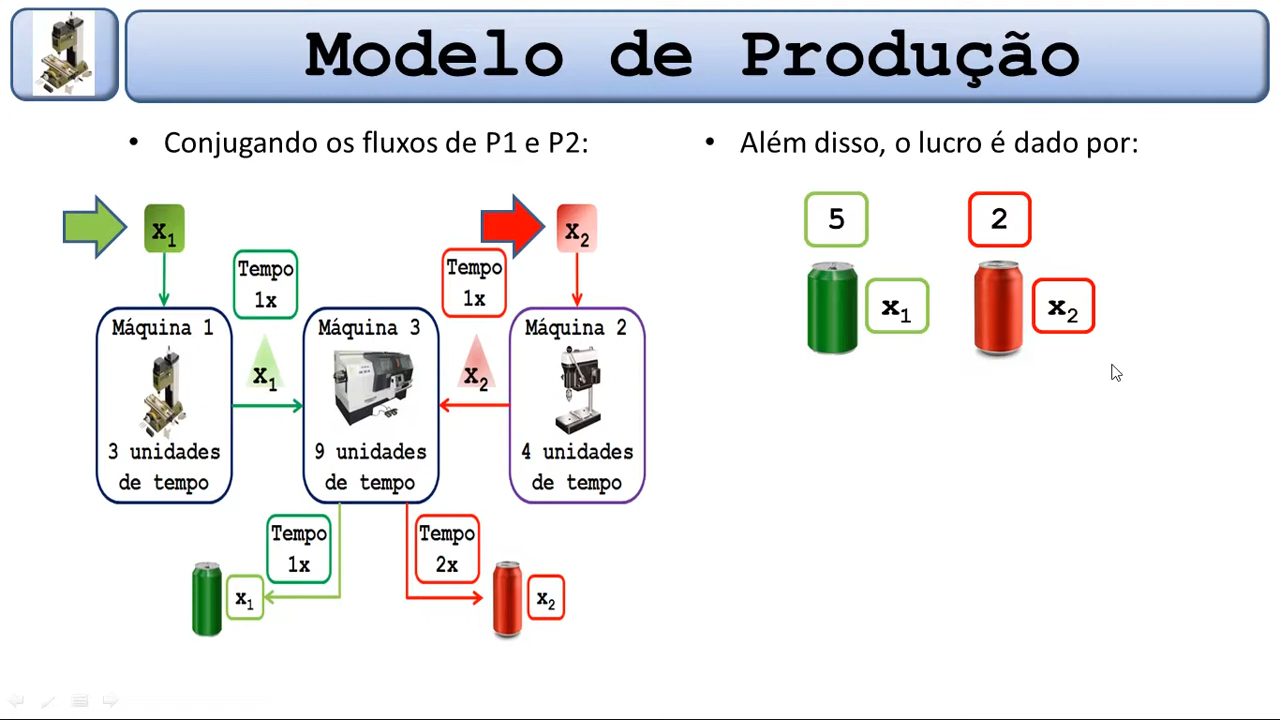 Modelo de Produção
• Conjugando os fluxos de P1 e P2:
x₁
x₂
Tempo
1x
Tempo
1x
Máquina 1
Máquina 3
Máquina 2
x₁
x₂
3 unidades
de tempo
9 unidades
de tempo
4 unidades
de tempo
Tempo
1x
Tempo
2x
x₁
x₂
• Além disso, o lucro é dado por:
5
2
x₁
x₂